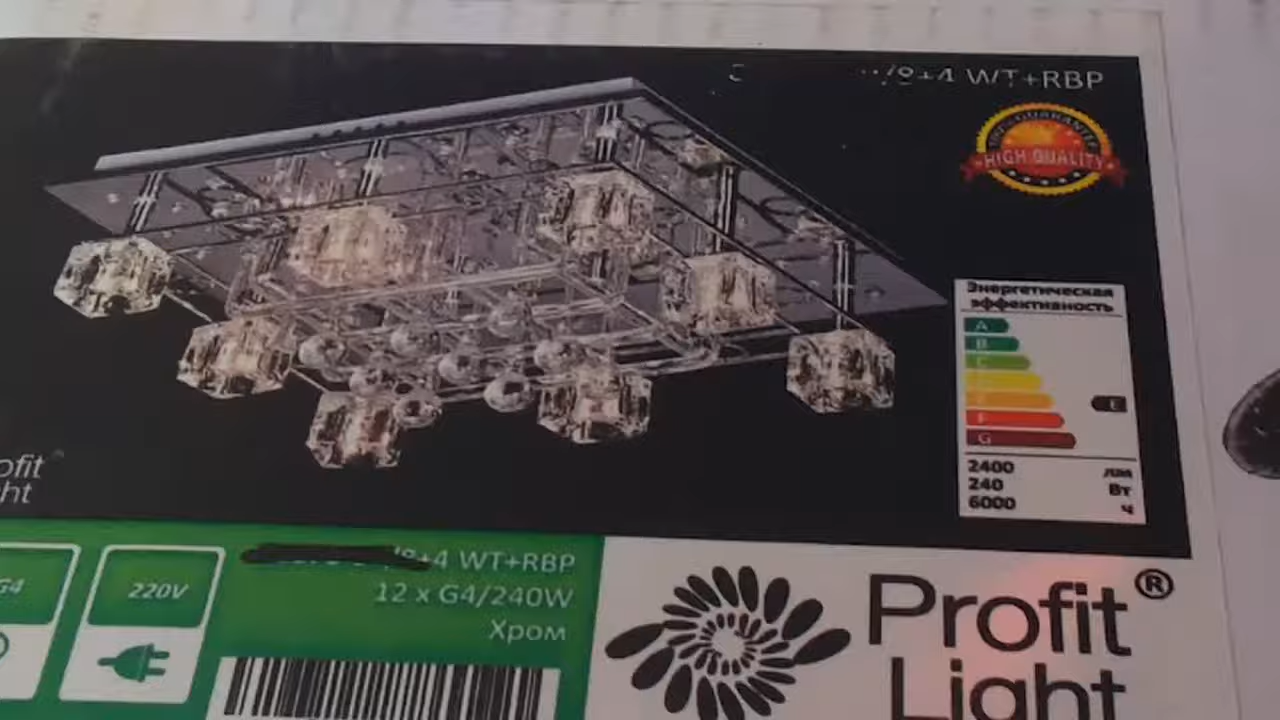 /8+4 WT+RBP
HIGH QUALITY
Энергетическая
эффективность
A
B
C
E
F
G
E
2400 лм
240 Вт
6000 ч
ofit
ht
G4
220V
/8+4 WT+RBP
12 x G4/240W
Хром
Profit®
Light